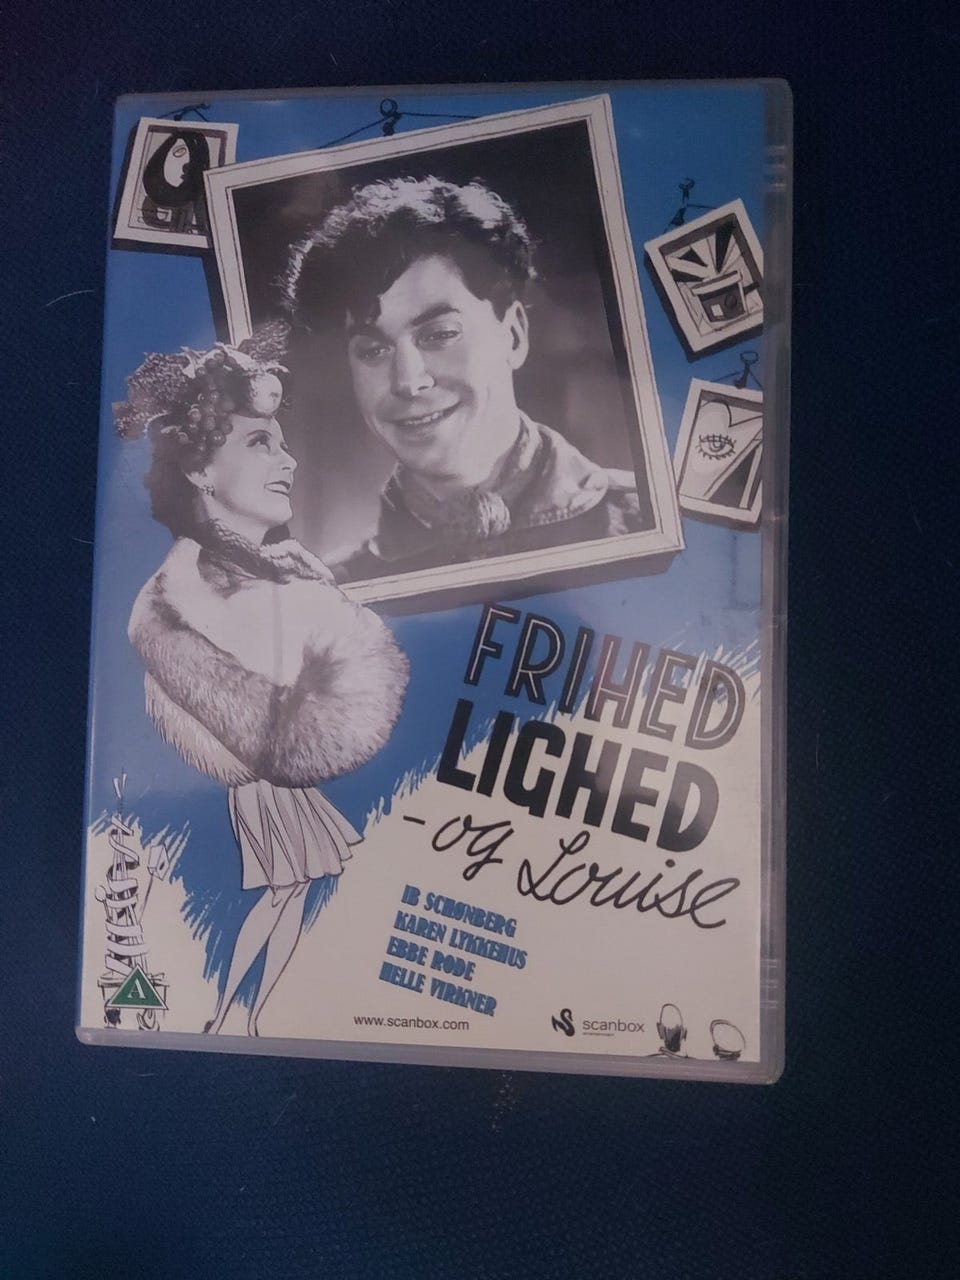 FRIHED
LIGHED
- og Louise
IB SCHØNBERG
KAREN LYKKEHUS
EBBE RODE
HELLE VIRKNER
A
www.scanbox.com
scanbox